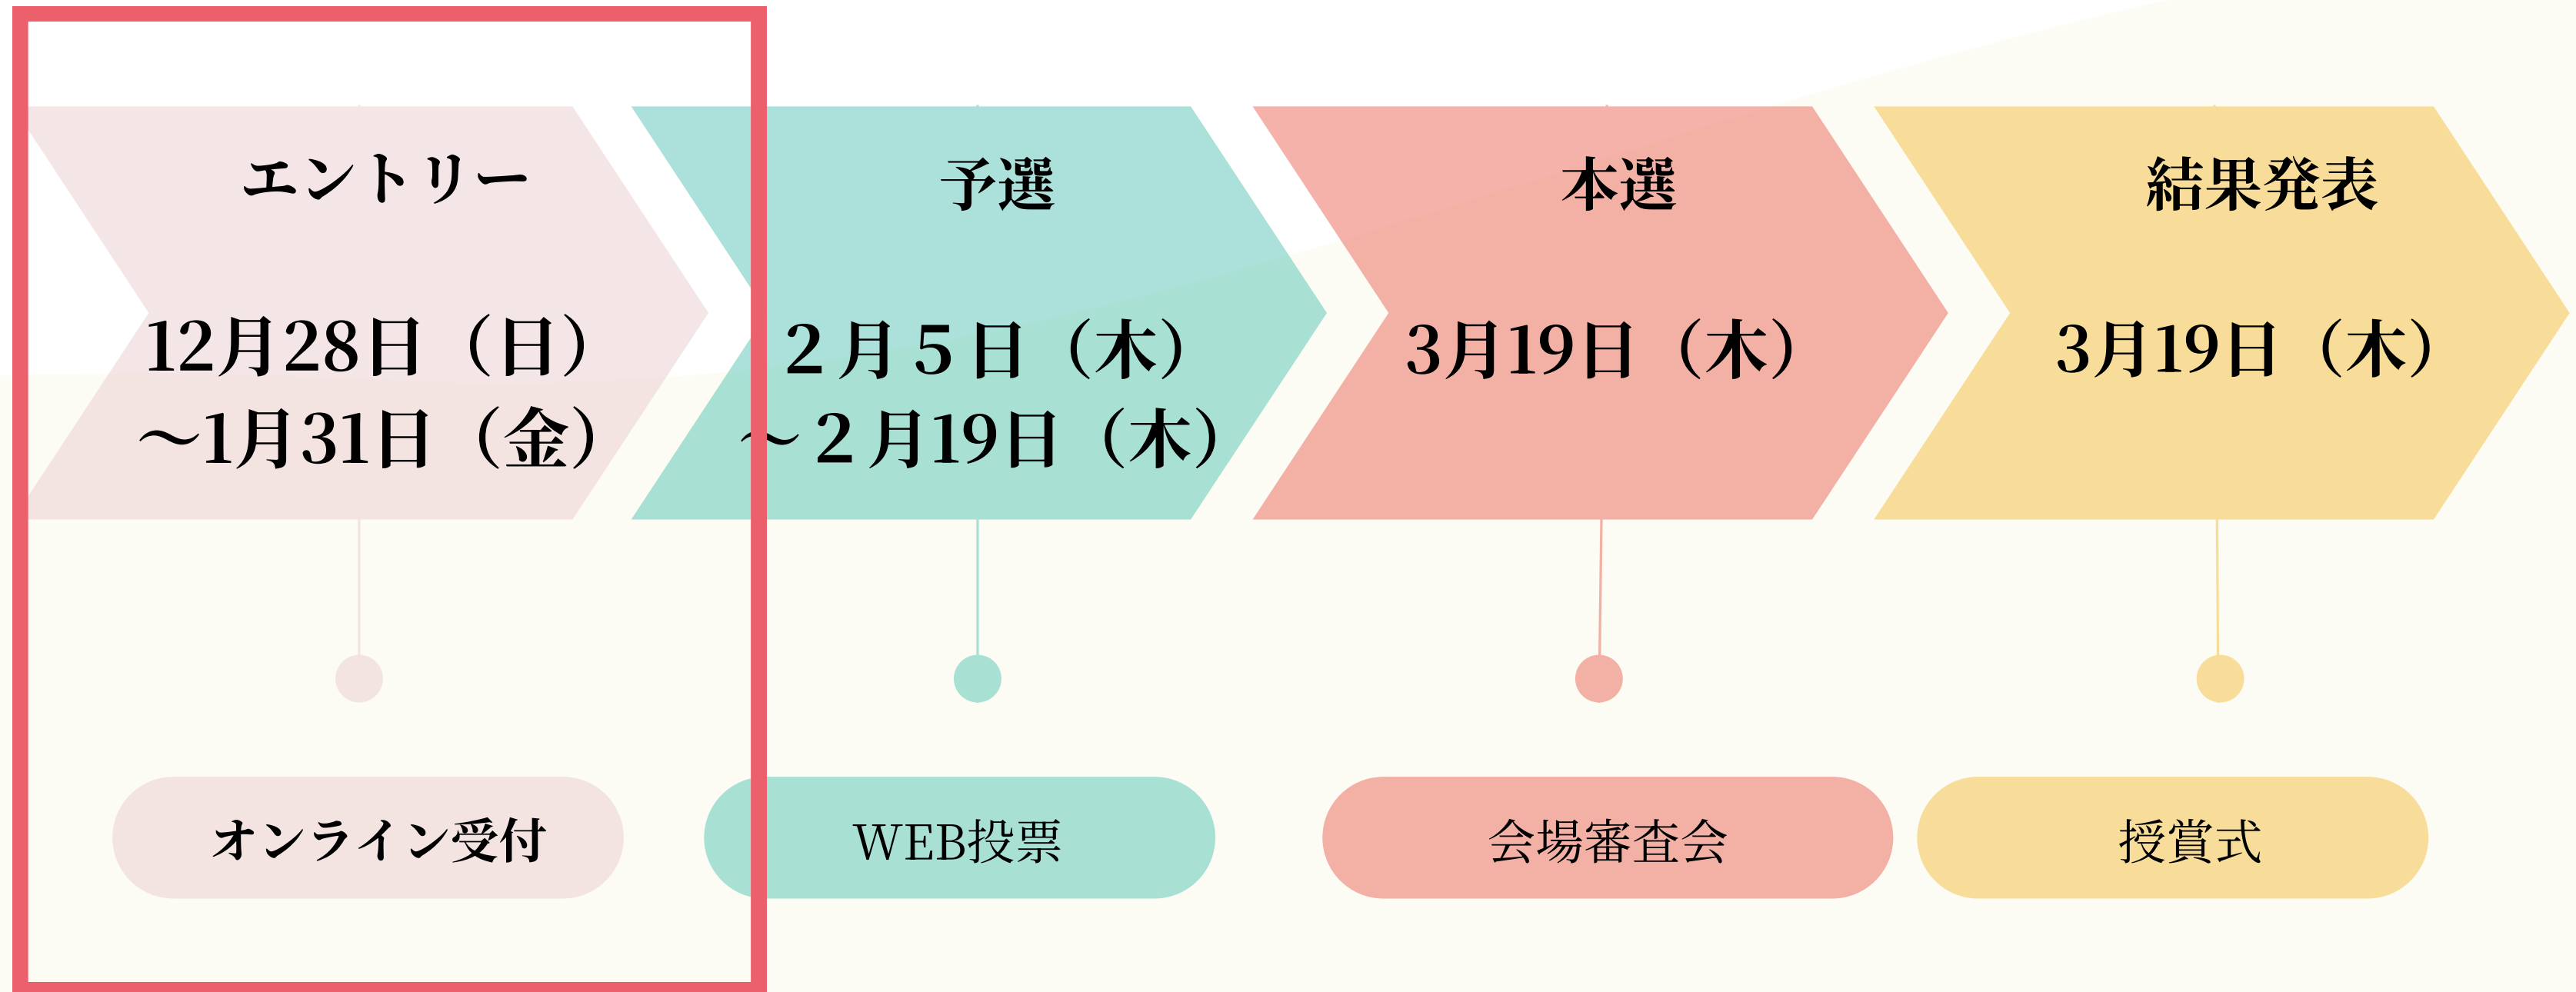 エントリー
12月28日（日）
〜1月31日（金）
オンライン受付
予選
２月５日（木）
〜２月19日（木）
WEB投票
本選
3月19日（木）
会場審査会
結果発表
3月19日（木）
授賞式